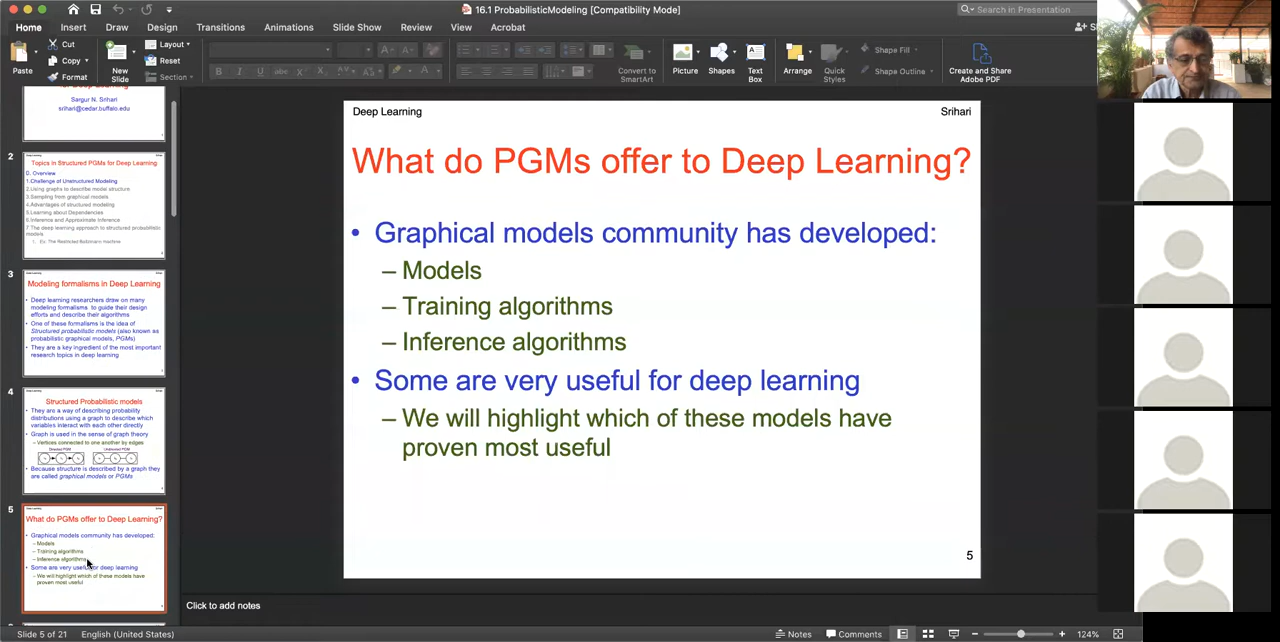 16.1 ProbabilisticModeling [Compatibility Mode]
Search in Presentation
Home Insert Draw Design Transitions Animations Slide Show Review View Acrobat
Paste
Cut
Copy
Format
New Slide
Layout
Reset
Section
Convert to SmartArt
Picture
Shapes
Text Box
Arrange
Quick Styles
Shape Fill
Shape Outline
Create and Share Adobe PDF
Sargur N. Srihari
srihari@cedar.buffalo.edu
2
Topics in Structured PGMs for Deep Learning
0. Overview
1. Challenge of Unstructured Modeling
2. Using graphs to describe model structure
3. Sampling from graphical models
4. Advantages of structured modeling
5. Learning about Dependencies
6. Inference and Approximate Inference
7. The deep learning approach to structured probabilistic models
1. Ex: The Restricted Boltzmann machine
3
Modeling formalisms in Deep Learning
• Deep learning researchers draw on many
modeling formalisms to guide their design
efforts and describe their algorithms
• One of these formalisms is the idea of
Structured probabilistic models (also known as
probabilistic graphical models, PGMs)
• They are a key ingredient of the most important
research topics in deep learning
4
Structured Probabilistic models
• They are a way of describing probability
distributions using a graph to describe which
variables interact with each other directly
• Graph is used in the sense of graph theory
– Vertices connected to one another by edges
Directed PGM Undirected PGM
• Because structure is described by a graph they
are called graphical models or PGMs
5
What do PGMs offer to Deep Learning?
• Graphical models community has developed:
– Models
– Training algorithms
– Inference algorithms
• Some are very useful for deep learning
– We will highlight which of these models have
proven most useful
Deep Learning Srihari
What do PGMs offer to Deep Learning?
• Graphical models community has developed:
– Models
– Training algorithms
– Inference algorithms
• Some are very useful for deep learning
– We will highlight which of these models have
proven most useful
5
Click to add notes
Slide 5 of 21 English (United States) Notes Comments 124%